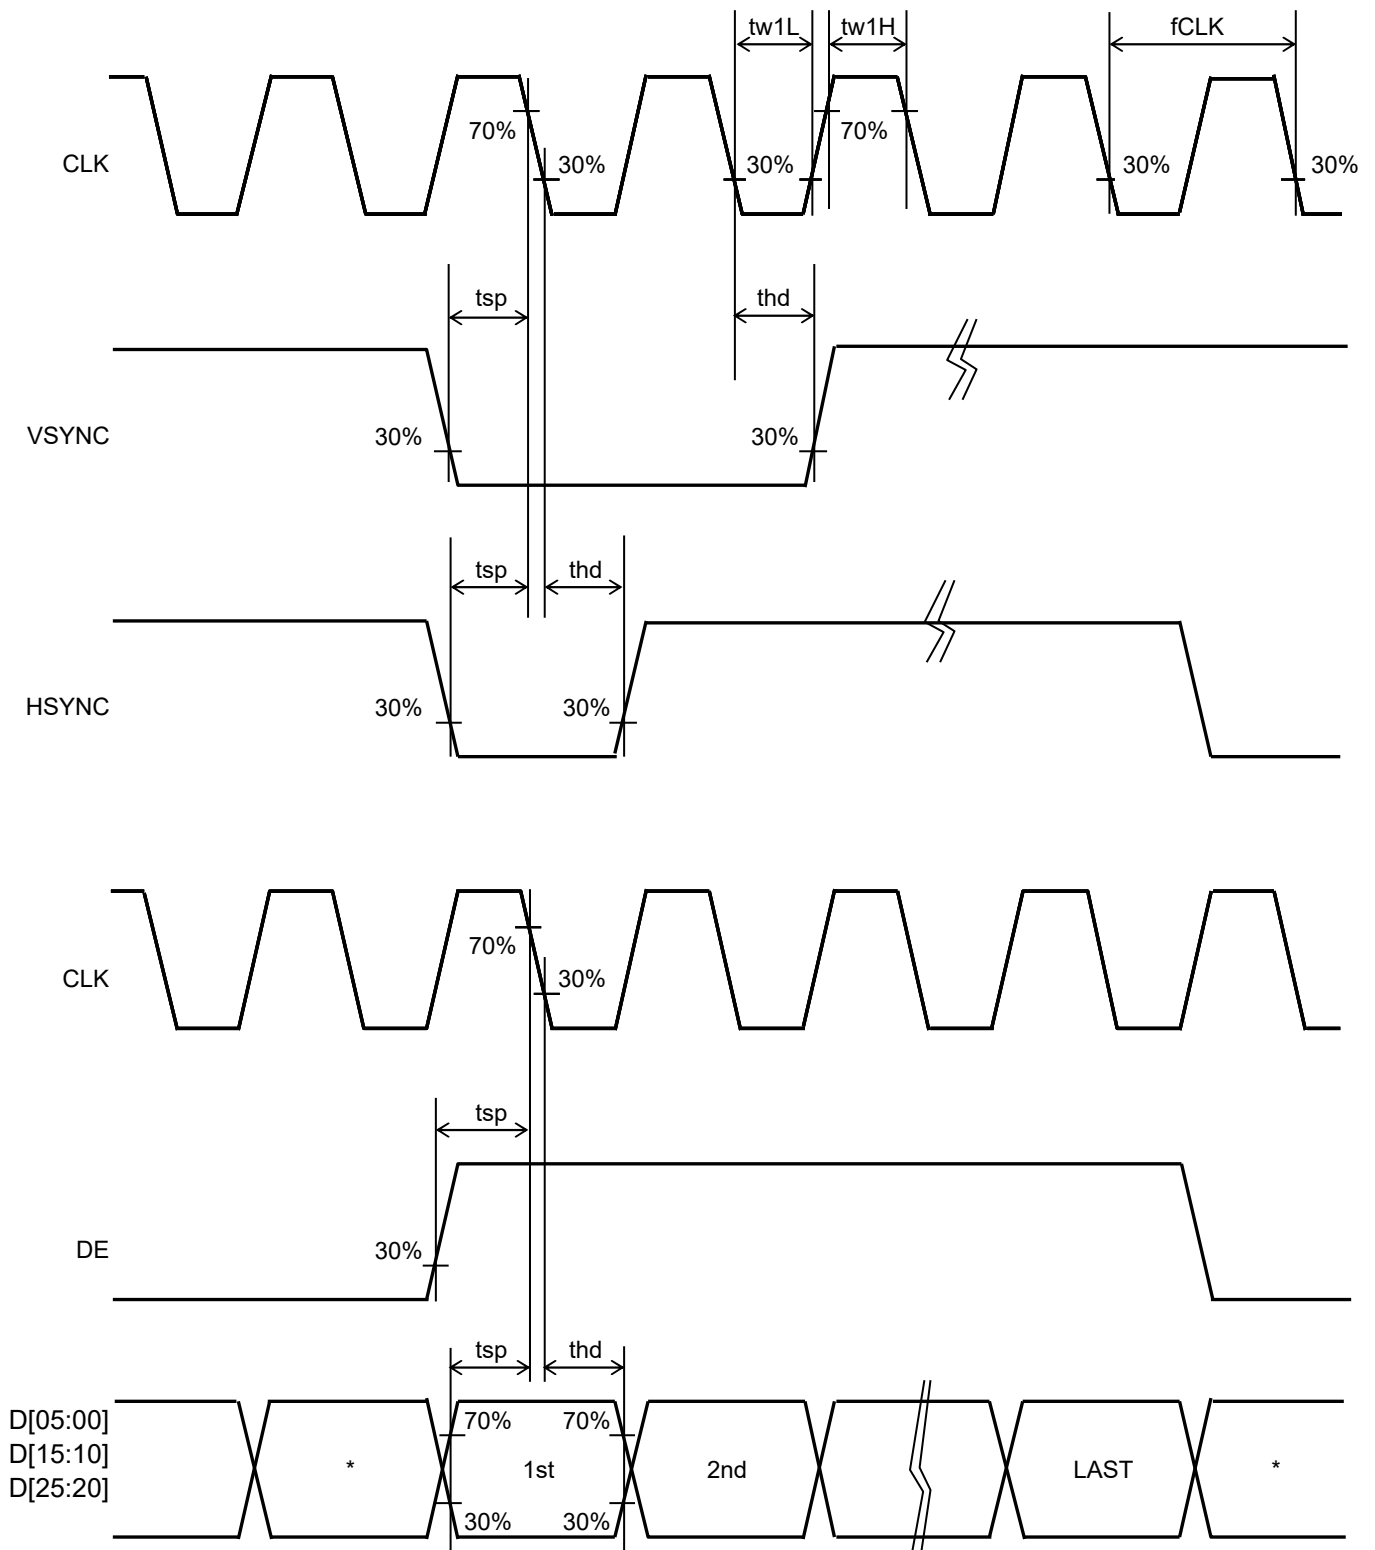 tw1L tw1H fCLK
70% 70%
CLK 30% 30% 30% 30%
tsp thd
VSYNC 30% 30%
tsp thd
HSYNC 30% 30%
70%
CLK 30%
tsp
DE 30%
tsp thd
D[05:00] 70% 70%
D[15:10] * 1st 2nd LAST *
D[25:20]
30% 30%